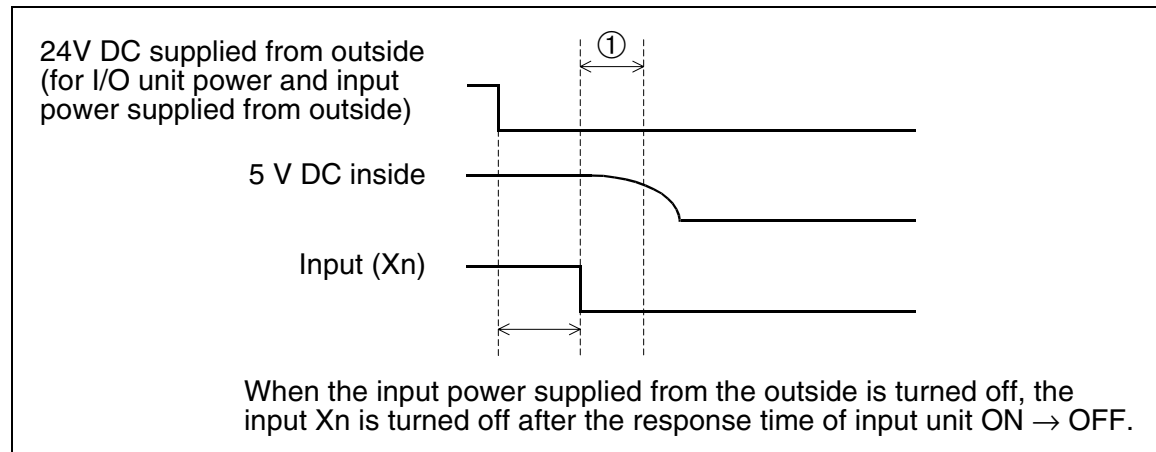 24V DC supplied from outside
(for I/O unit power and input
power supplied from outside)
①
5 V DC inside
Input (Xn)
When the input power supplied from the outside is turned off, the
input Xn is turned off after the response time of input unit ON → OFF.